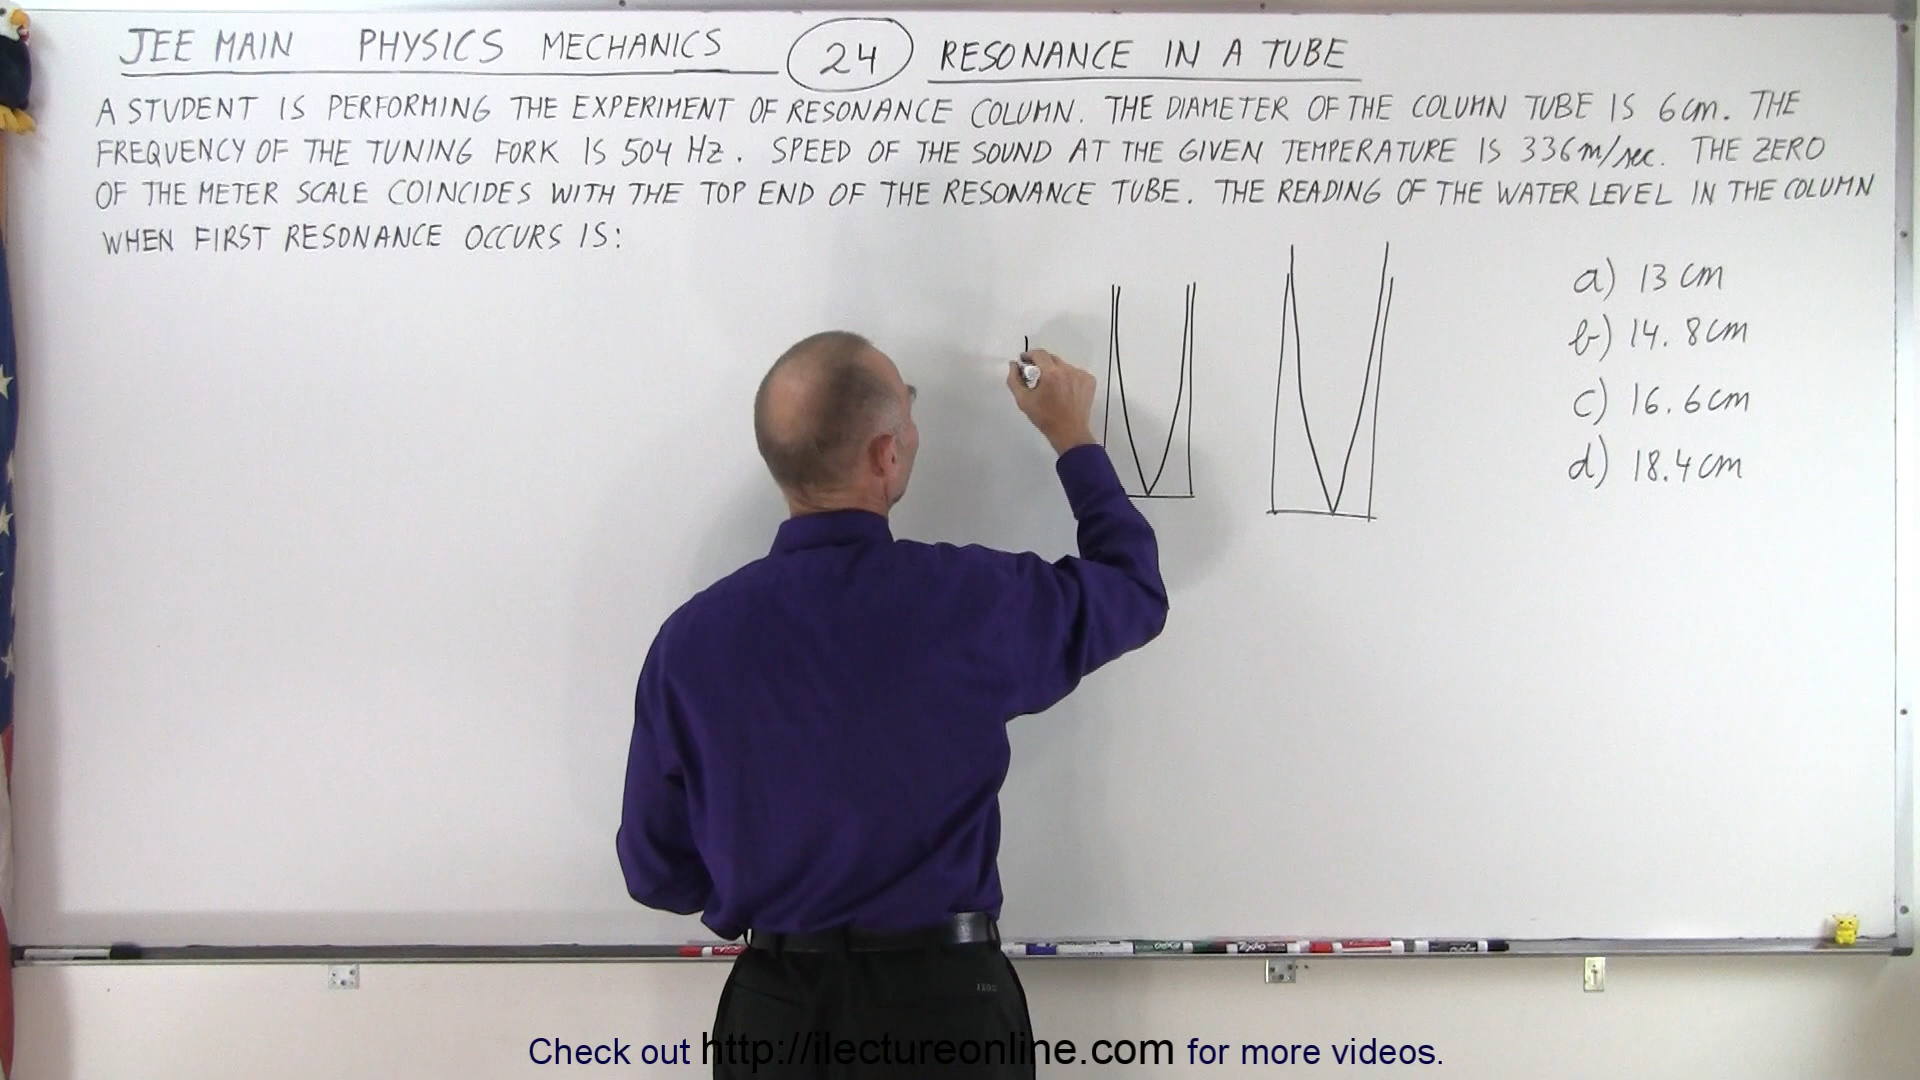 JEE MAIN PHYSICS MECHANICS 24 RESONANCE IN A TUBE
A STUDENT IS PERFORMING THE EXPERIMENT OF RESONANCE COLUMN. THE DIAMETER OF THE COLUMN TUBE IS 6 cm. THE
FREQUENCY OF THE TUNING FORK IS 504 HZ. SPEED OF THE SOUND AT THE GIVEN TEMPERATURE IS 336 m/sec. THE ZERO
OF THE METER SCALE COINCIDES WITH THE TOP END OF THE RESONANCE TUBE. THE READING OF THE WATER LEVEL IN THE COLUMN
WHEN FIRST RESONANCE OCCURS IS:
a) 13 cm
b) 14.8 cm
c) 16.6 cm
d) 18.4 cm
Check out http://ilectureonline.com for more videos.